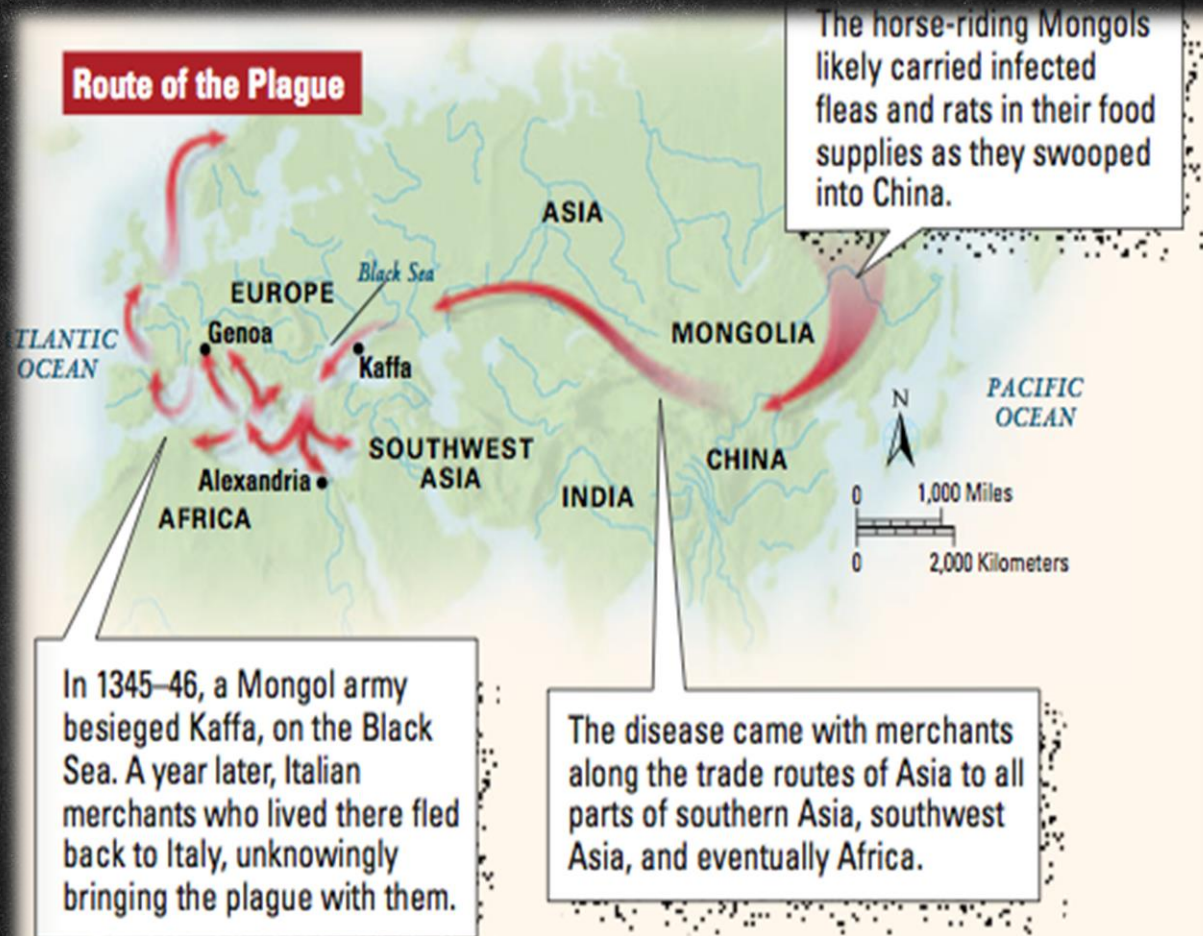 The horse-riding Mongols
likely carried infected
fleas and rats in their food
supplies as they swooped
into China.
Route of the Plague
ASIA
Black Sea
EUROPE
Genoa
MONGOLIA
TLANTIC
OCEAN
Kaffa
PACIFIC
OCEAN
N
SOUTHWEST
ASIA
CHINA
Alexandria
INDIA
0 1,000 Miles
AFRICA
0 2,000 Kilometers
In 1345–46, a Mongol army
besieged Kaffa, on the Black
Sea. A year later, Italian
merchants who lived there fled
back to Italy, unknowingly
bringing the plague with them.
The disease came with merchants
along the trade routes of Asia to all
parts of southern Asia, southwest
Asia, and eventually Africa.